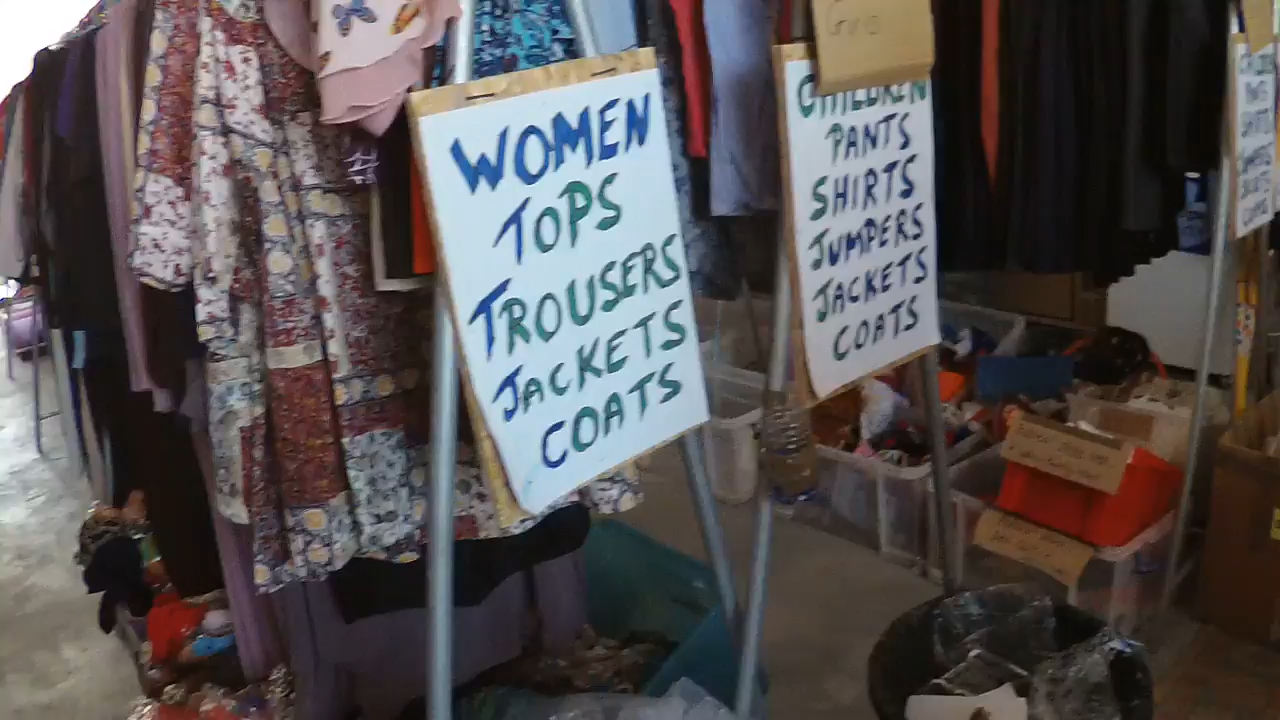 WOMEN
TOPS
TROUSERS
JACKETS
COATS
CHILDREN
PANTS
SHIRTS
JUMPERS
JACKETS
COATS